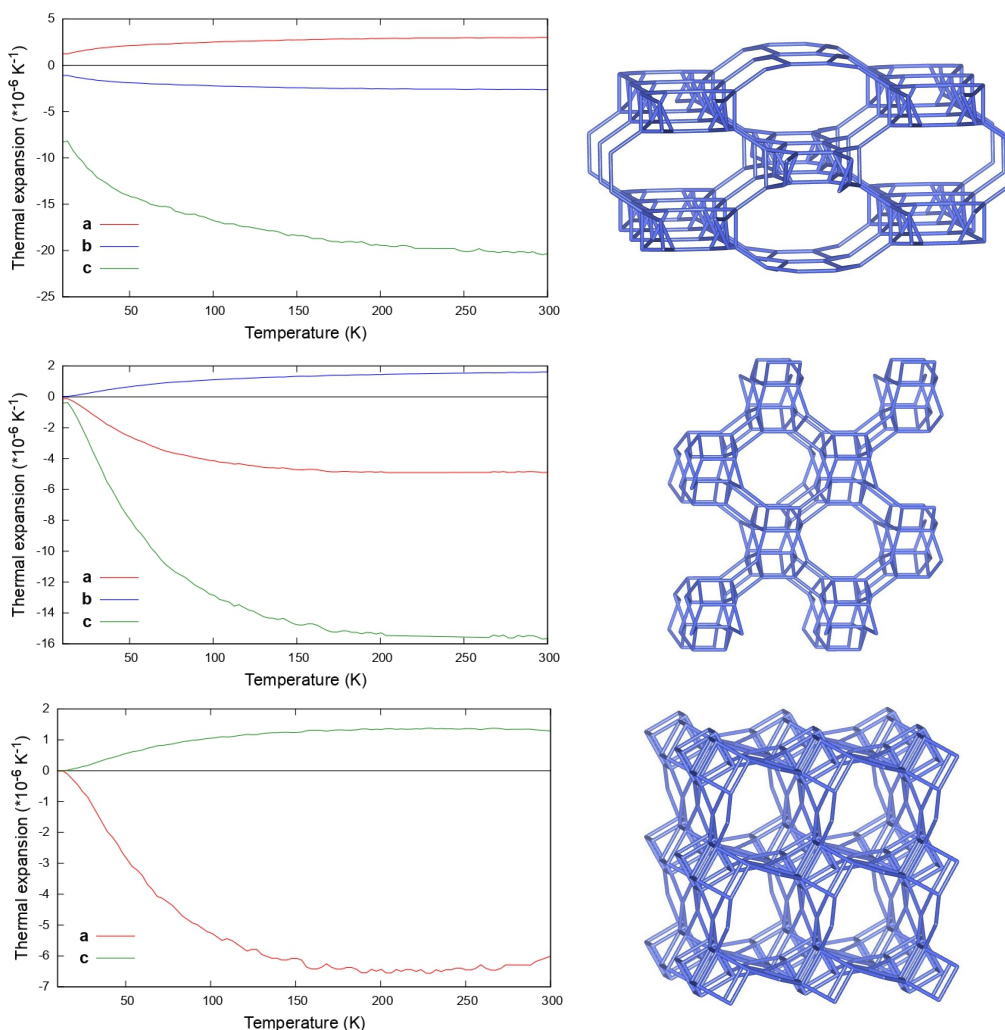 Thermal expansion (*10⁻⁶ K⁻¹)
5
0
-5
-10
-15
-20
-25
a
b
c
50 100 150 200 250 300
Temperature (K)
Thermal expansion (*10⁻⁶ K⁻¹)
2
0
-2
-4
-6
-8
-10
-12
-14
-16
a
b
c
50 100 150 200 250 300
Temperature (K)
Thermal expansion (*10⁻⁶ K⁻¹)
2
1
0
-1
-2
-3
-4
-5
-6
-7
a
c
50 100 150 200 250 300
Temperature (K)